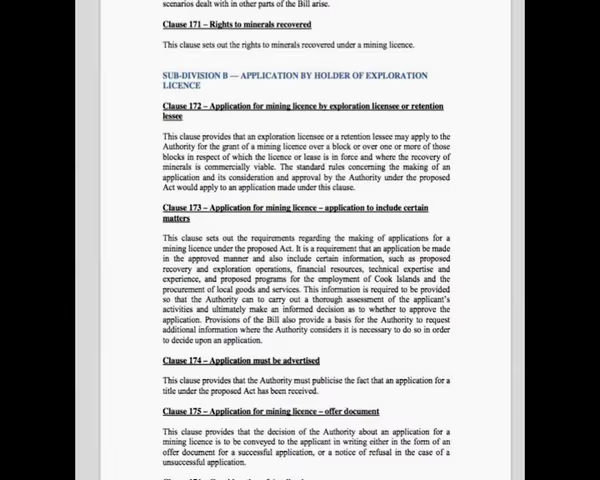 scenarios dealt with in other parts of the Bill arise.
Clause 171 – Rights to minerals recovered
This clause sets out the rights to minerals recovered under a mining licence.
SUB-DIVISION B — APPLICATION BY HOLDER OF EXPLORATION
LICENCE
Clause 172 – Application for mining licence by exploration licensee or retention
lessee
This clause provides that an exploration licensee or a retention lessee may apply to the
Authority for the grant of a mining licence over a block or over one or more of those
blocks in respect of which the licence or lease is in force and where the recovery of
minerals is commercially viable. The standard rules concerning the making of an
application and its consideration and approval by the Authority under the proposed
Act would apply to an application made under this clause.
Clause 173 – Application for mining licence – application to include certain
matters
This clause sets out the requirements regarding the making of applications for a
mining licence under the proposed Act. It is a requirement that an application be made
in the approved manner and also include certain information, such as proposed
recovery and exploration operations, financial resources, technical expertise and
experience, and proposed programs for the employment of Cook Islands and the
procurement of local goods and services. This information is required to be provided
so that the Authority can to carry out a thorough assessment of the applicant's
activities and ultimately make an informed decision as to whether to approve the
application. Provisions of the Bill also provide a basis for the Authority to request
additional information where the Authority considers it is necessary to do so in order
to decide upon an application.
Clause 174 – Application must be advertised
This clause provides that the Authority must publicise the fact that an application for a
title under the proposed Act has been received.
Clause 175 – Application for mining licence – offer document
This clause provides that the decision of the Authority about an application for a
mining licence is to be conveyed to the applicant in writing either in the form of an
offer document for a successful application, or a notice of refusal in the case of a
unsuccessful application.